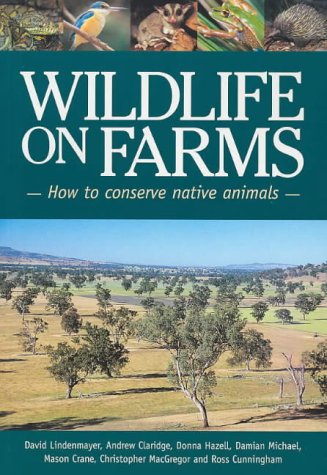 WILDLIFE
ON FARMS
— How to conserve native animals —
David Lindenmayer, Andrew Claridge, Donna Hazell, Damian Michael,
Mason Crane, Christopher MacGregor and Ross Cunningham